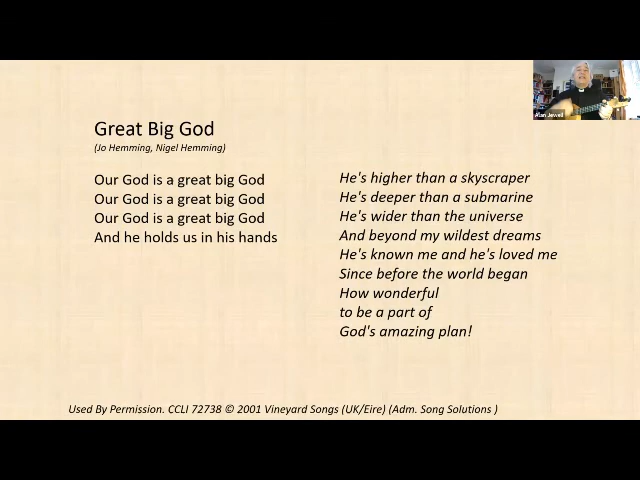 Great Big God
(Jo Hemming, Nigel Hemming)
Our God is a great big God
Our God is a great big God
Our God is a great big God
And he holds us in his hands
He's higher than a skyscraper
He's deeper than a submarine
He's wider than the universe
And beyond my wildest dreams
He's known me and he's loved me
Since before the world began
How wonderful
to be a part of
God's amazing plan!
Used By Permission. CCLI 72738 © 2001 Vineyard Songs (UK/Eire) (Adm. Song Solutions )
Alan Jewell